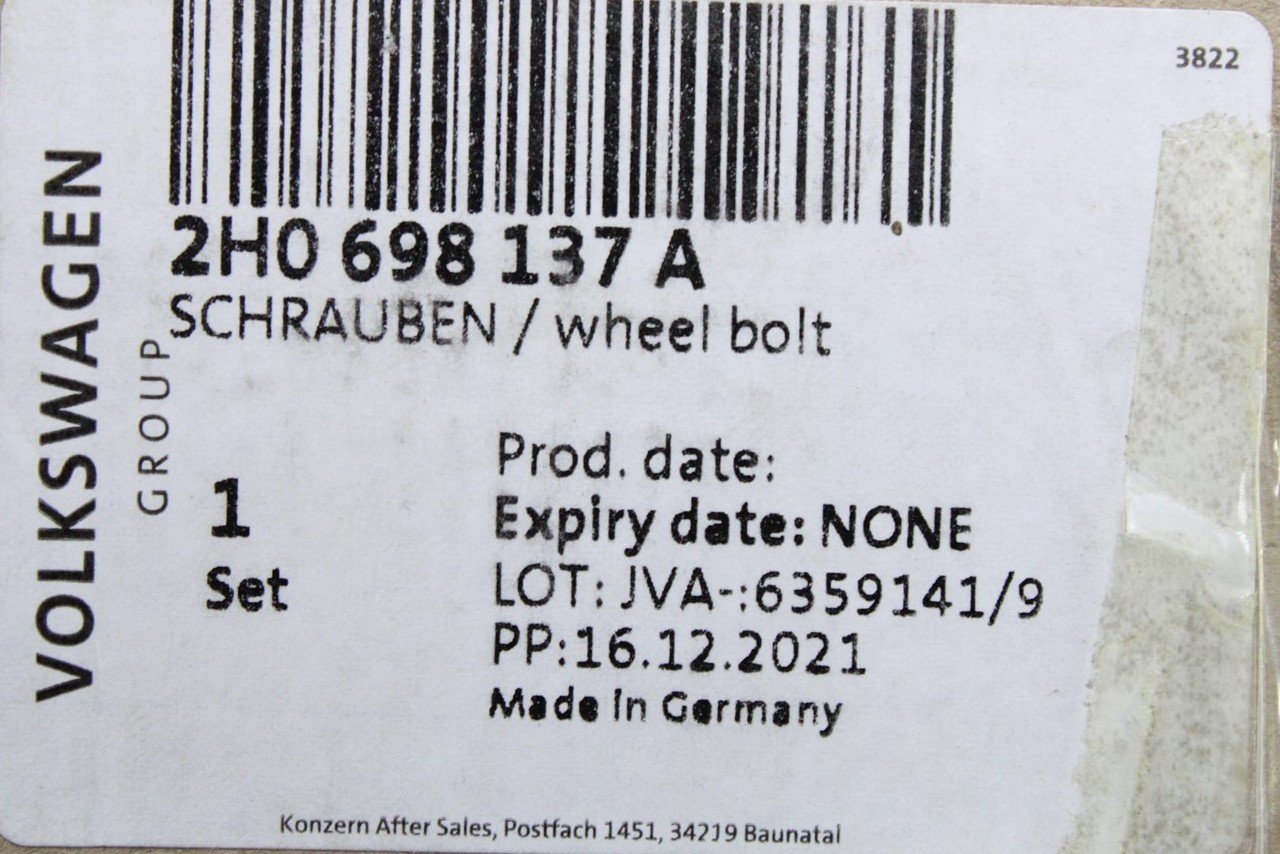 3822
VOLKSWAGEN
GROUP
2H0 698 137 A
SCHRAUBEN / wheel bolt
1
Set
Prod. date:
Expiry date: NONE
LOT: JVA-:6359141/9
PP:16.12.2021
Made in Germany
Konzern After Sales, Postfach 1451, 34219 Baunatal